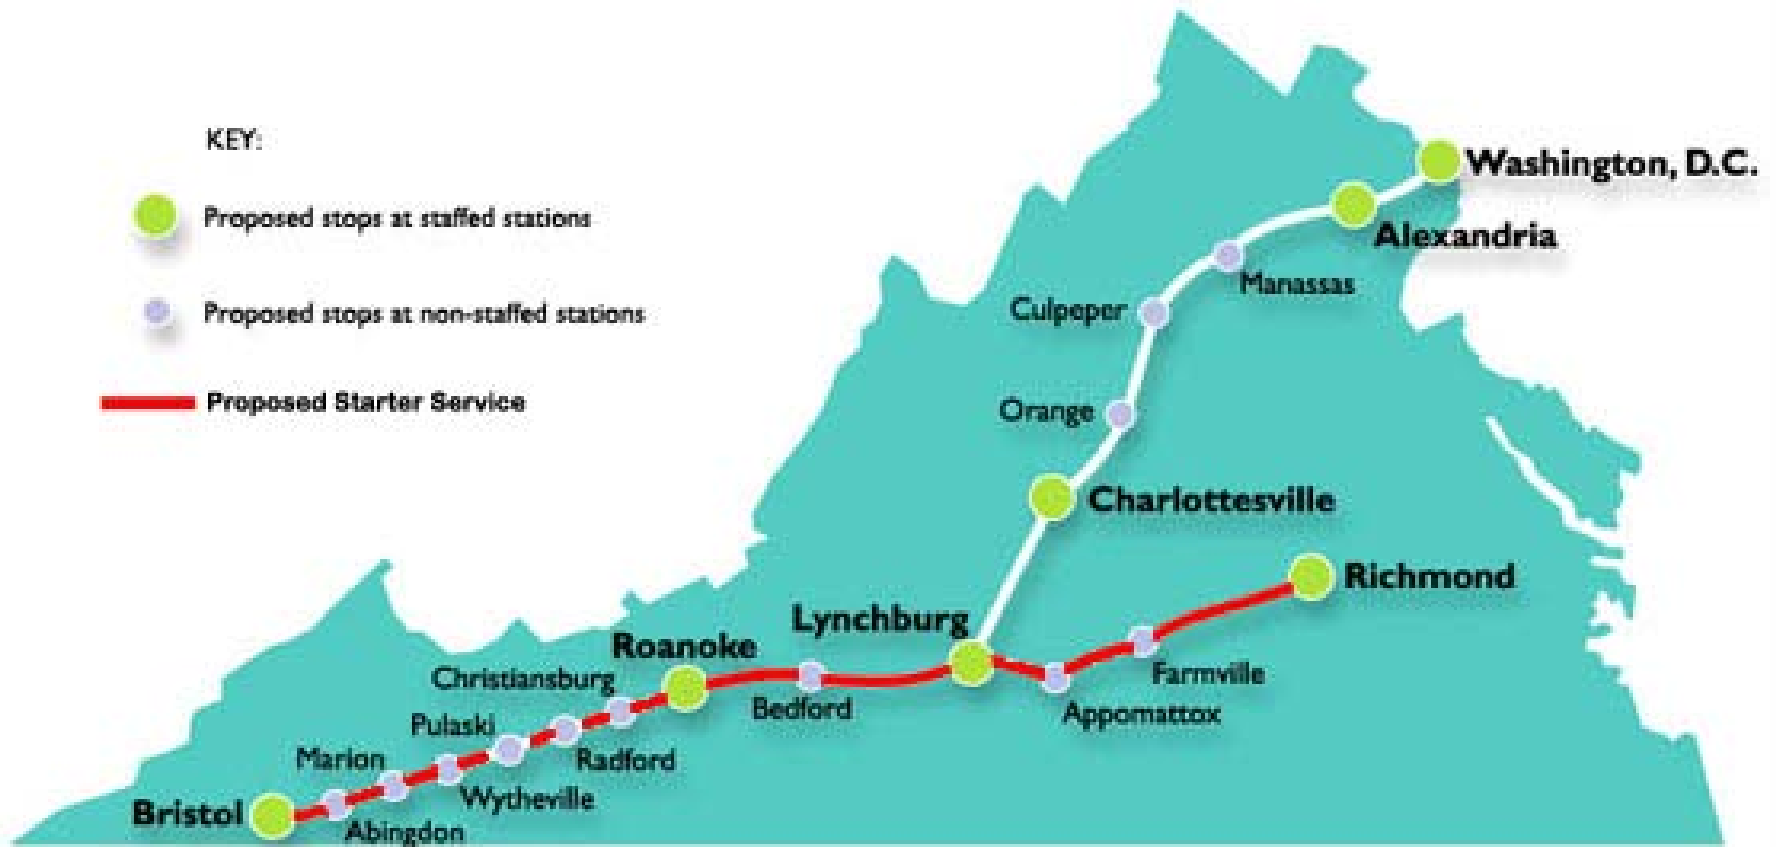 KEY:
Proposed stops at staffed stations
Proposed stops at non-staffed stations
Proposed Starter Service
Washington, D.C.
Alexandria
Manassas
Culpeper
Orange
Charlottesville
Richmond
Lynchburg
Roanoke
Farmville
Christiansburg
Bedford
Appomattox
Pulaski
Radford
Marion
Wytheville
Bristol
Abingdon